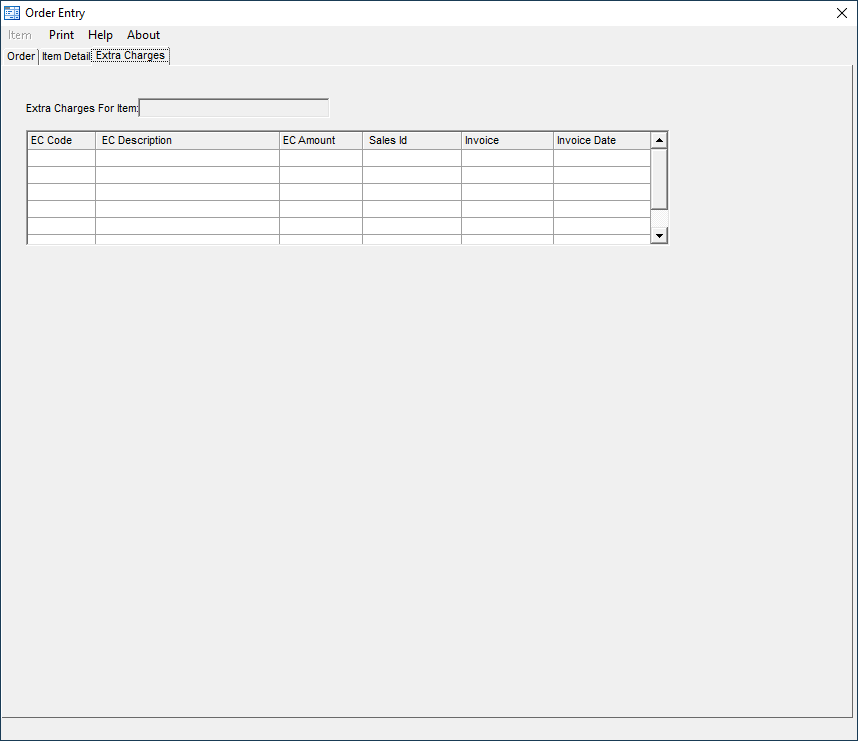 Order Entry
Item Print Help About
Order Item Detail Extra Charges
Extra Charges For Item:
EC Code EC Description EC Amount Sales Id Invoice Invoice Date